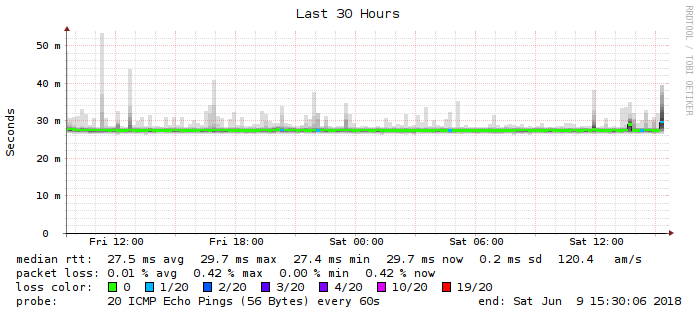 Last 30 Hours
RRDTOOL / TOBI OETIKER
Seconds
50 m
40 m
30 m
20 m
10 m
0
Fri 12:00 Fri 18:00 Sat 00:00 Sat 06:00 Sat 12:00
median rtt: 27.5 ms avg 29.7 ms max 27.4 ms min 29.7 ms now 0.2 ms sd 120.4 am/s
packet loss: 0.01 % avg 0.42 % max 0.00 % min 0.42 % now
loss color: 0 1/20 2/20 3/20 4/20 10/20 19/20
probe: 20 ICMP Echo Pings (56 Bytes) every 60s end: Sat Jun 9 15:30:06 2018